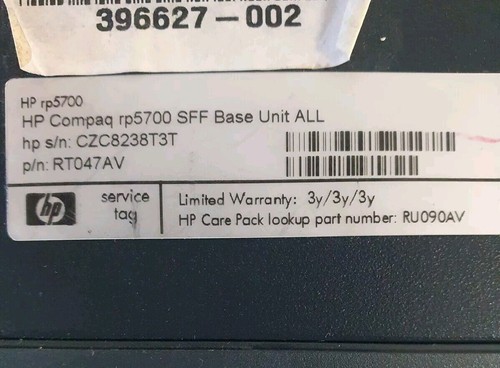 396627-002
HP rp5700
HP Compaq rp5700 SFF Base Unit ALL
hp s/n: CZC8238T3T
p/n: RT047AV
hp
service
tag
Limited Warranty: 3y/3y/3y
HP Care Pack lookup part number: RU090AV